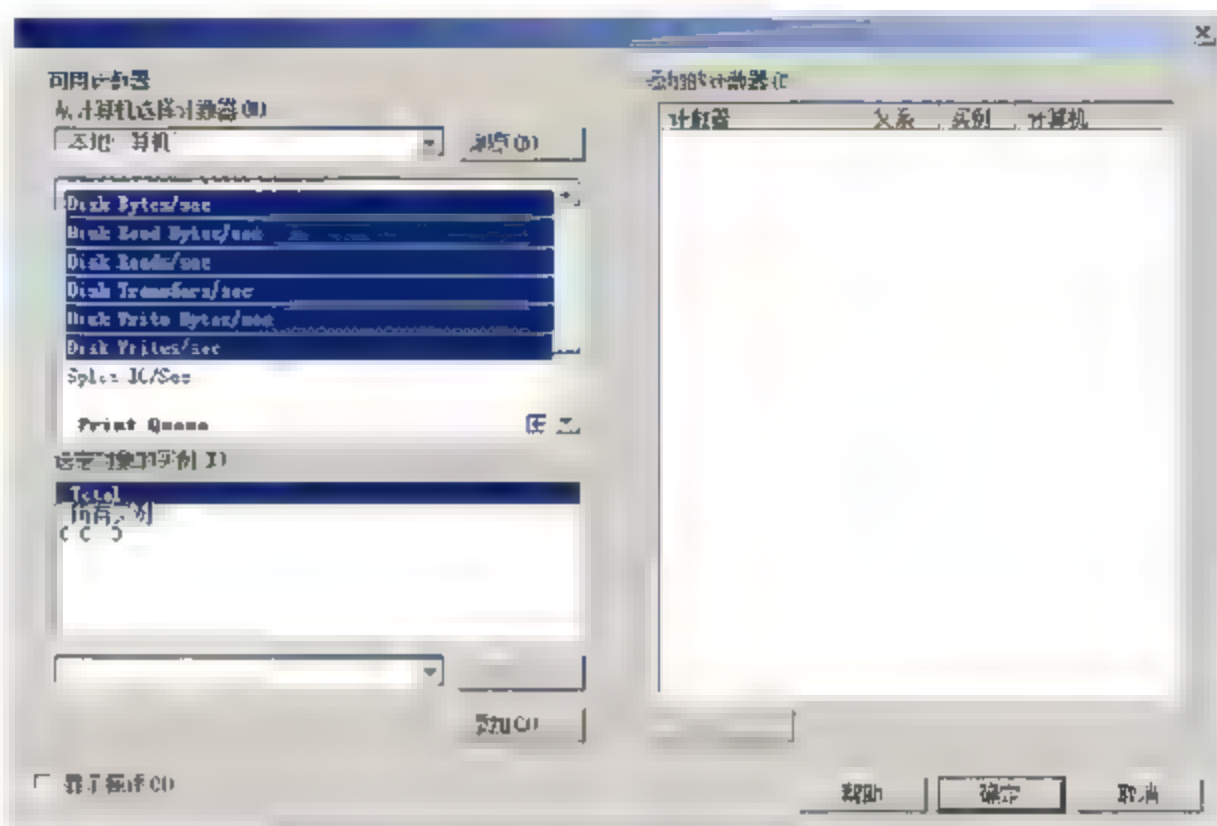 可用计数器
从计算机选择计数器(M)
本地计算机
浏览(B)
Disk Bytes/sec
Disk Read Bytes/sec
Disk Reads/sec
Disk Transfers/sec
Disk Write Bytes/sec
Disk Writes/sec
Split IO/Sec
Print Queue
选定对象的实例(I)
_Total
所有实例
添加的计数器(C
计数器 父系 实例 计算机
添加(D)
显示描述
帮助 确定 取消